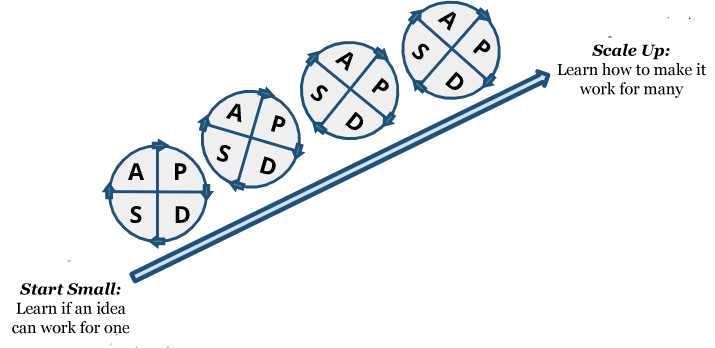 Scale Up:
Learn how to make it
work for many
A P
S D
A P
S D
A P
S D
A P
S D
Start Small:
Learn if an idea
can work for one